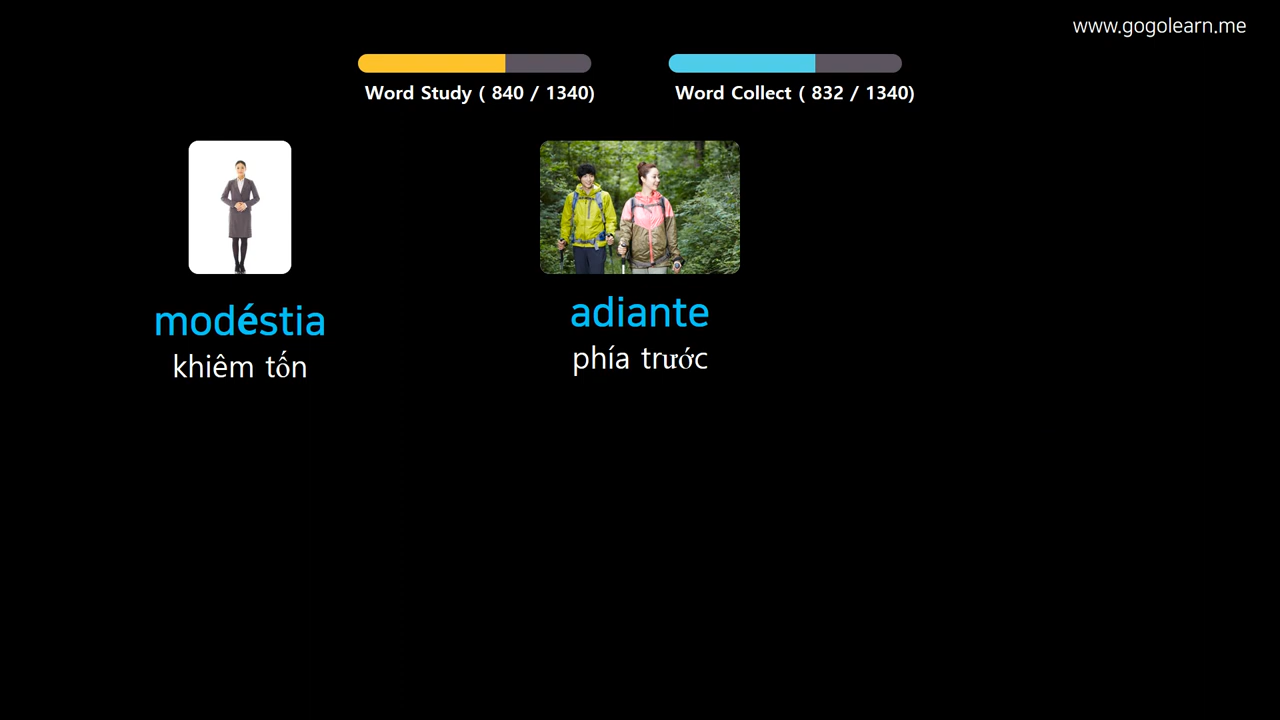 www.gogolearn.me
Word Study ( 840 / 1340)
Word Collect ( 832 / 1340)
modéstia
khiêm tốn
adiante
phía trước